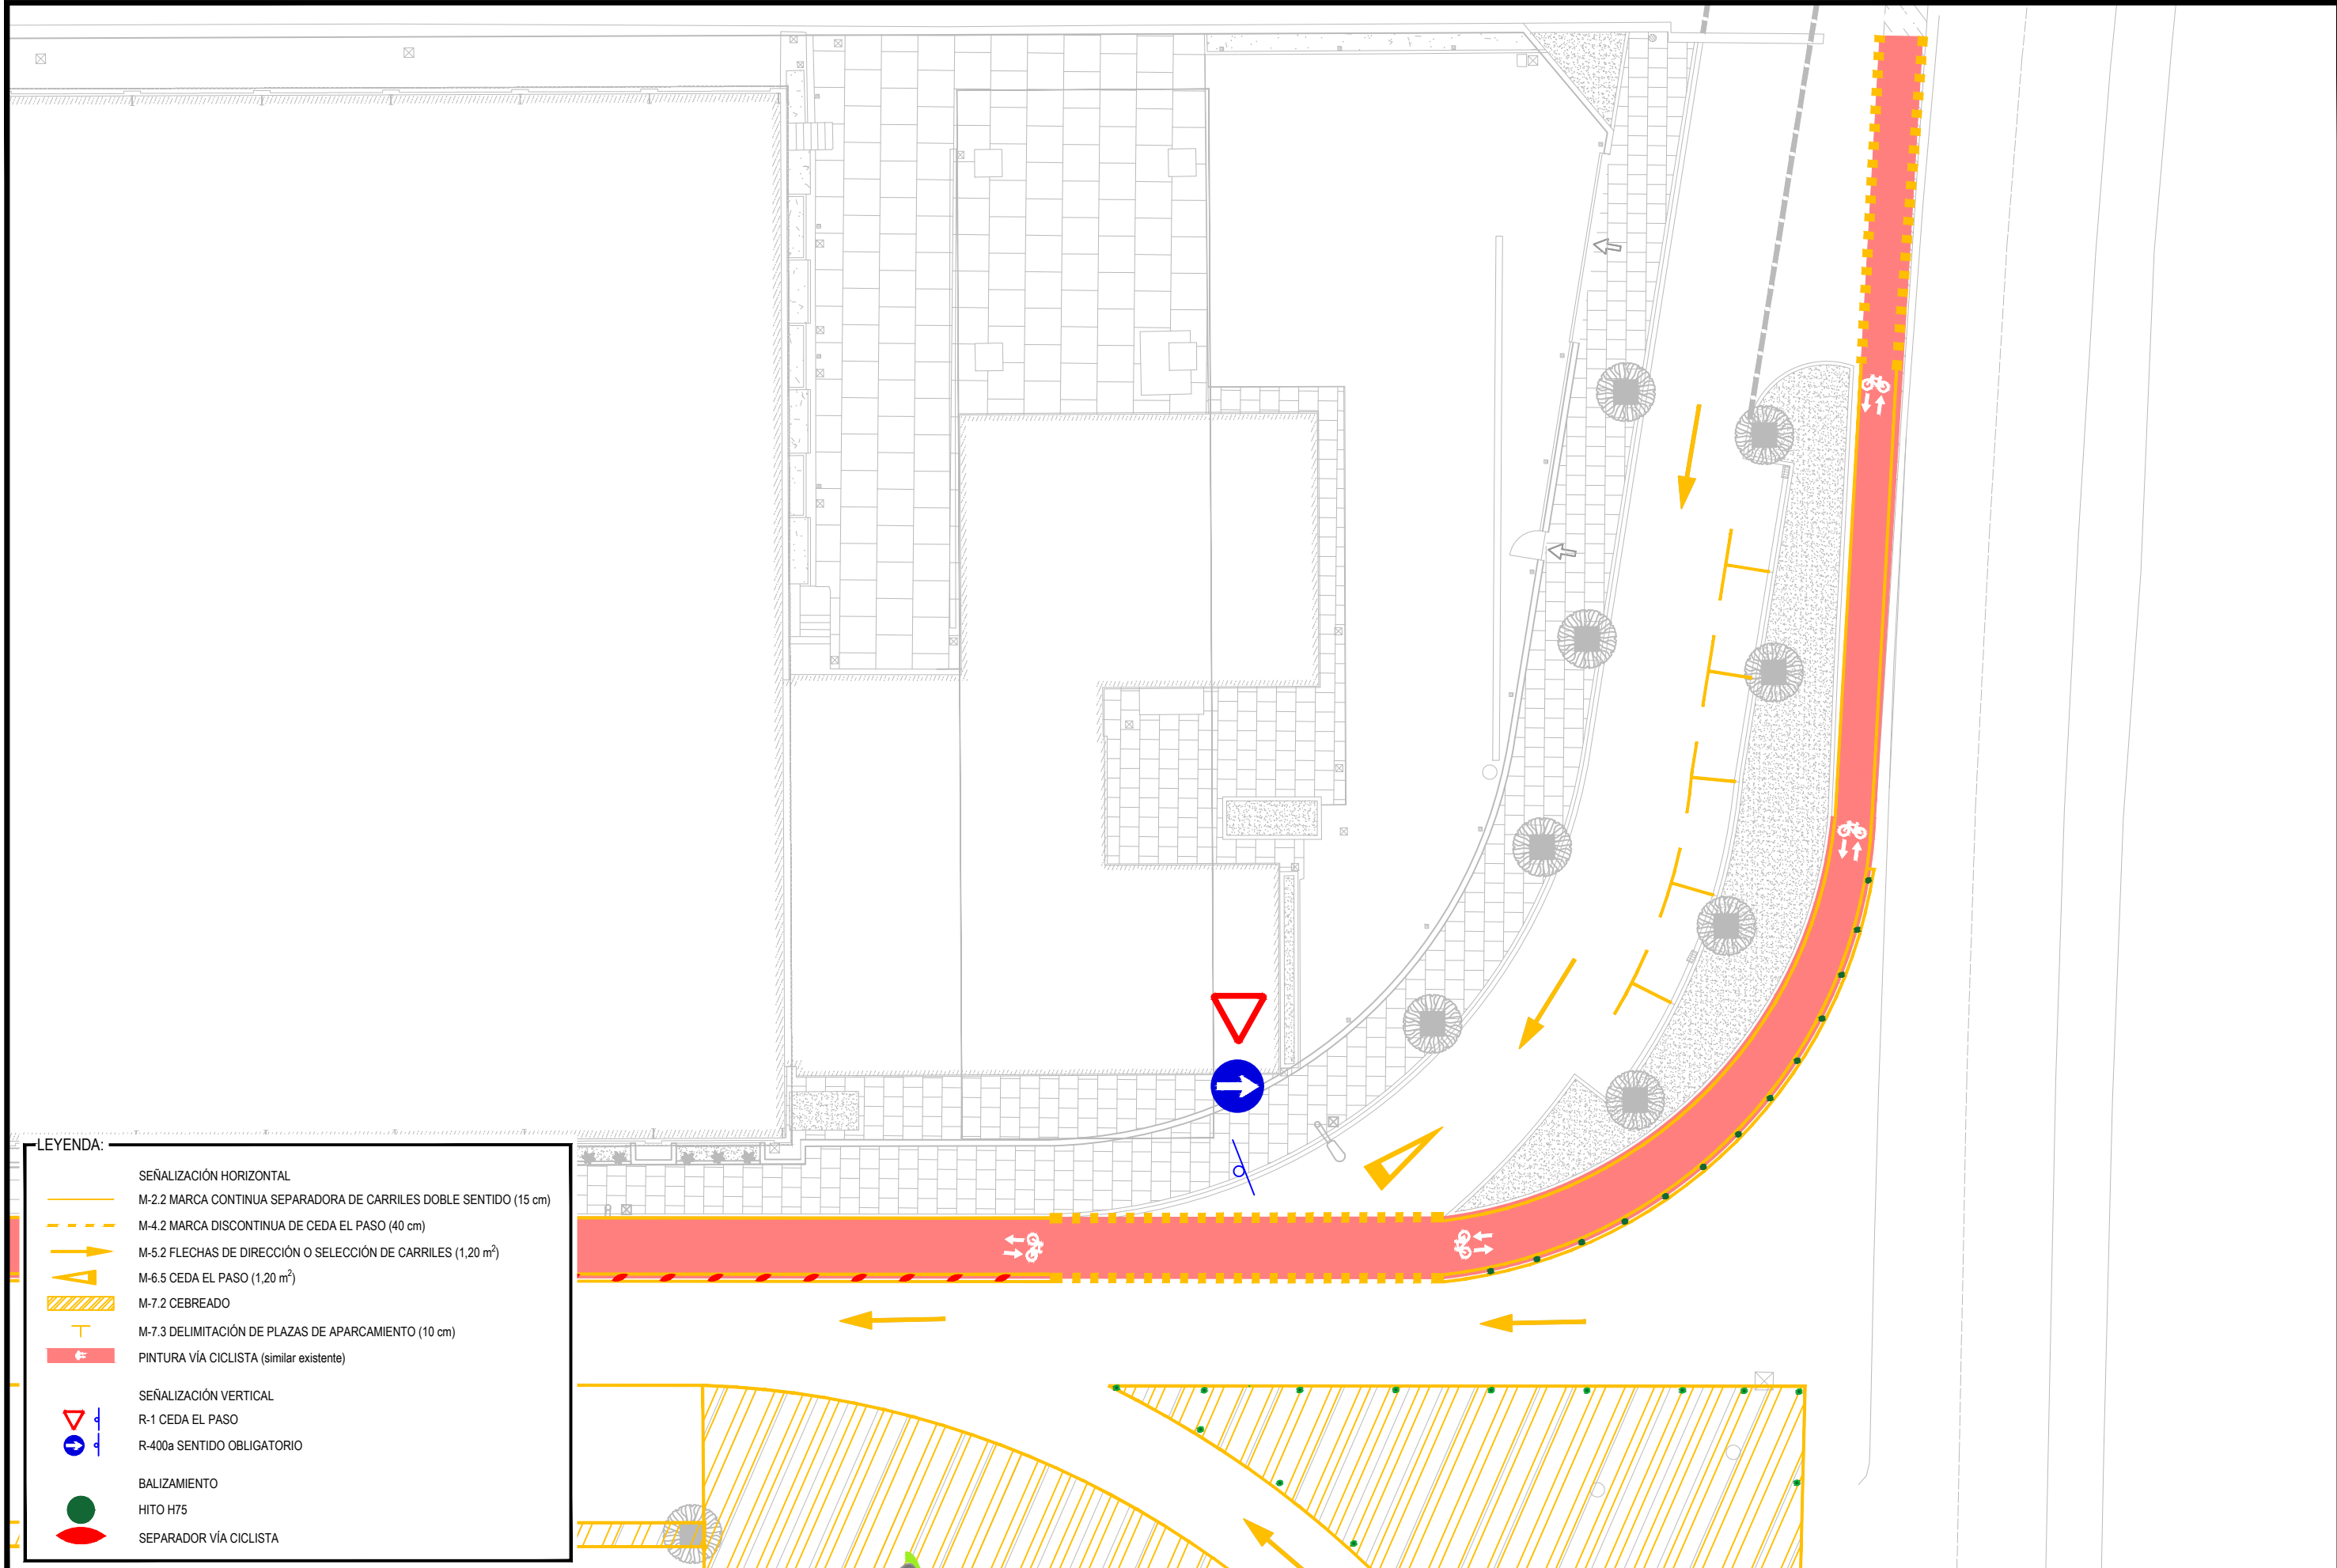 LEYENDA:
SEÑALIZACIÓN HORIZONTAL
M-2.2 MARCA CONTINUA SEPARADORA DE CARRILES DOBLE SENTIDO (15 cm)
M-4.2 MARCA DISCONTINUA DE CEDA EL PASO (40 cm)
M-5.2 FLECHAS DE DIRECCIÓN O SELECCIÓN DE CARRILES (1,20 m²)
M-6.5 CEDA EL PASO (1,20 m²)
M-7.2 CEBREADO
M-7.3 DELIMITACIÓN DE PLAZAS DE APARCAMIENTO (10 cm)
PINTURA VÍA CICLISTA (similar existente)
SEÑALIZACIÓN VERTICAL
R-1 CEDA EL PASO
R-400a SENTIDO OBLIGATORIO
BALIZAMIENTO
HITO H75
SEPARADOR VÍA CICLISTA